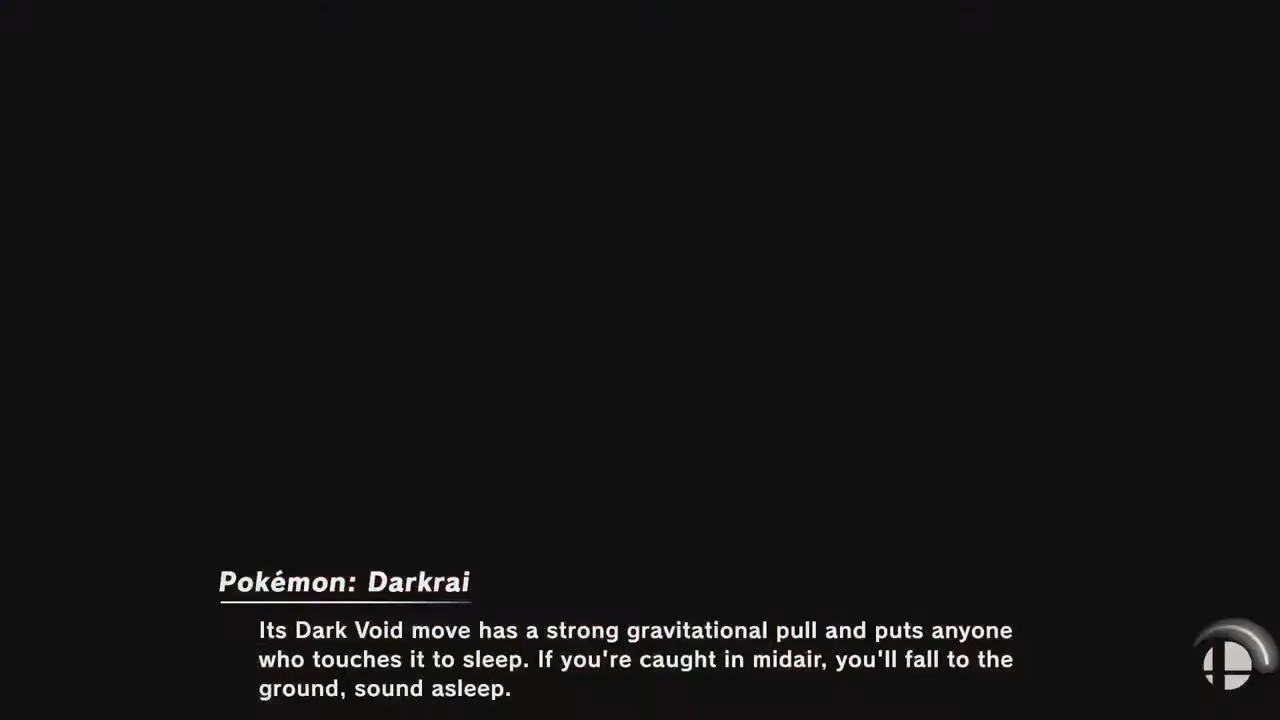 Pokémon: Darkrai
Its Dark Void move has a strong gravitational pull and puts anyone
who touches it to sleep. If you're caught in midair, you'll fall to the
ground, sound asleep.